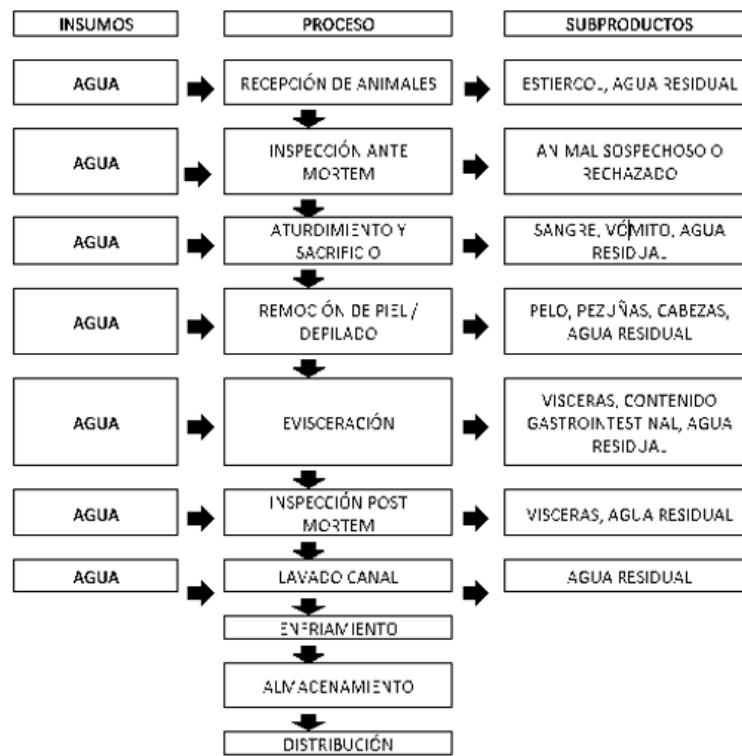 INSUMOS PROCESO SUBPRODUCTOS
AGUA RECEPCIÓN DE ANIMALES ESTIERCOL, AGUA RESIDUAL
AGUA
INSPECCIÓN ANTE
MORTEM
ANIMAL SOSPECHOSO O
RECHAZADO
AGUA
ATURDIMIENTO Y
SACRIFICIO
SANGRE, VÓMITO, AGUA
RESIDUAL
AGUA
REMOCIÓN DE PIEL /
DEPILADO
PELO, PEZUÑAS, CABEZAS,
AGUA RESIDUAL
AGUA
EVISCERACIÓN
VISCERAS, CONTENIDO
GASTROINTESTINAL, AGUA
RESIDUAL
AGUA
INSPECCIÓN POST
MORTEM
VISCERAS, AGUA RESIDUAL
AGUA LAVADO CANAL AGUA RESIDUAL
ENFRIAMIENTO
ALMACENAMIENTO
DISTRIBUCIÓN